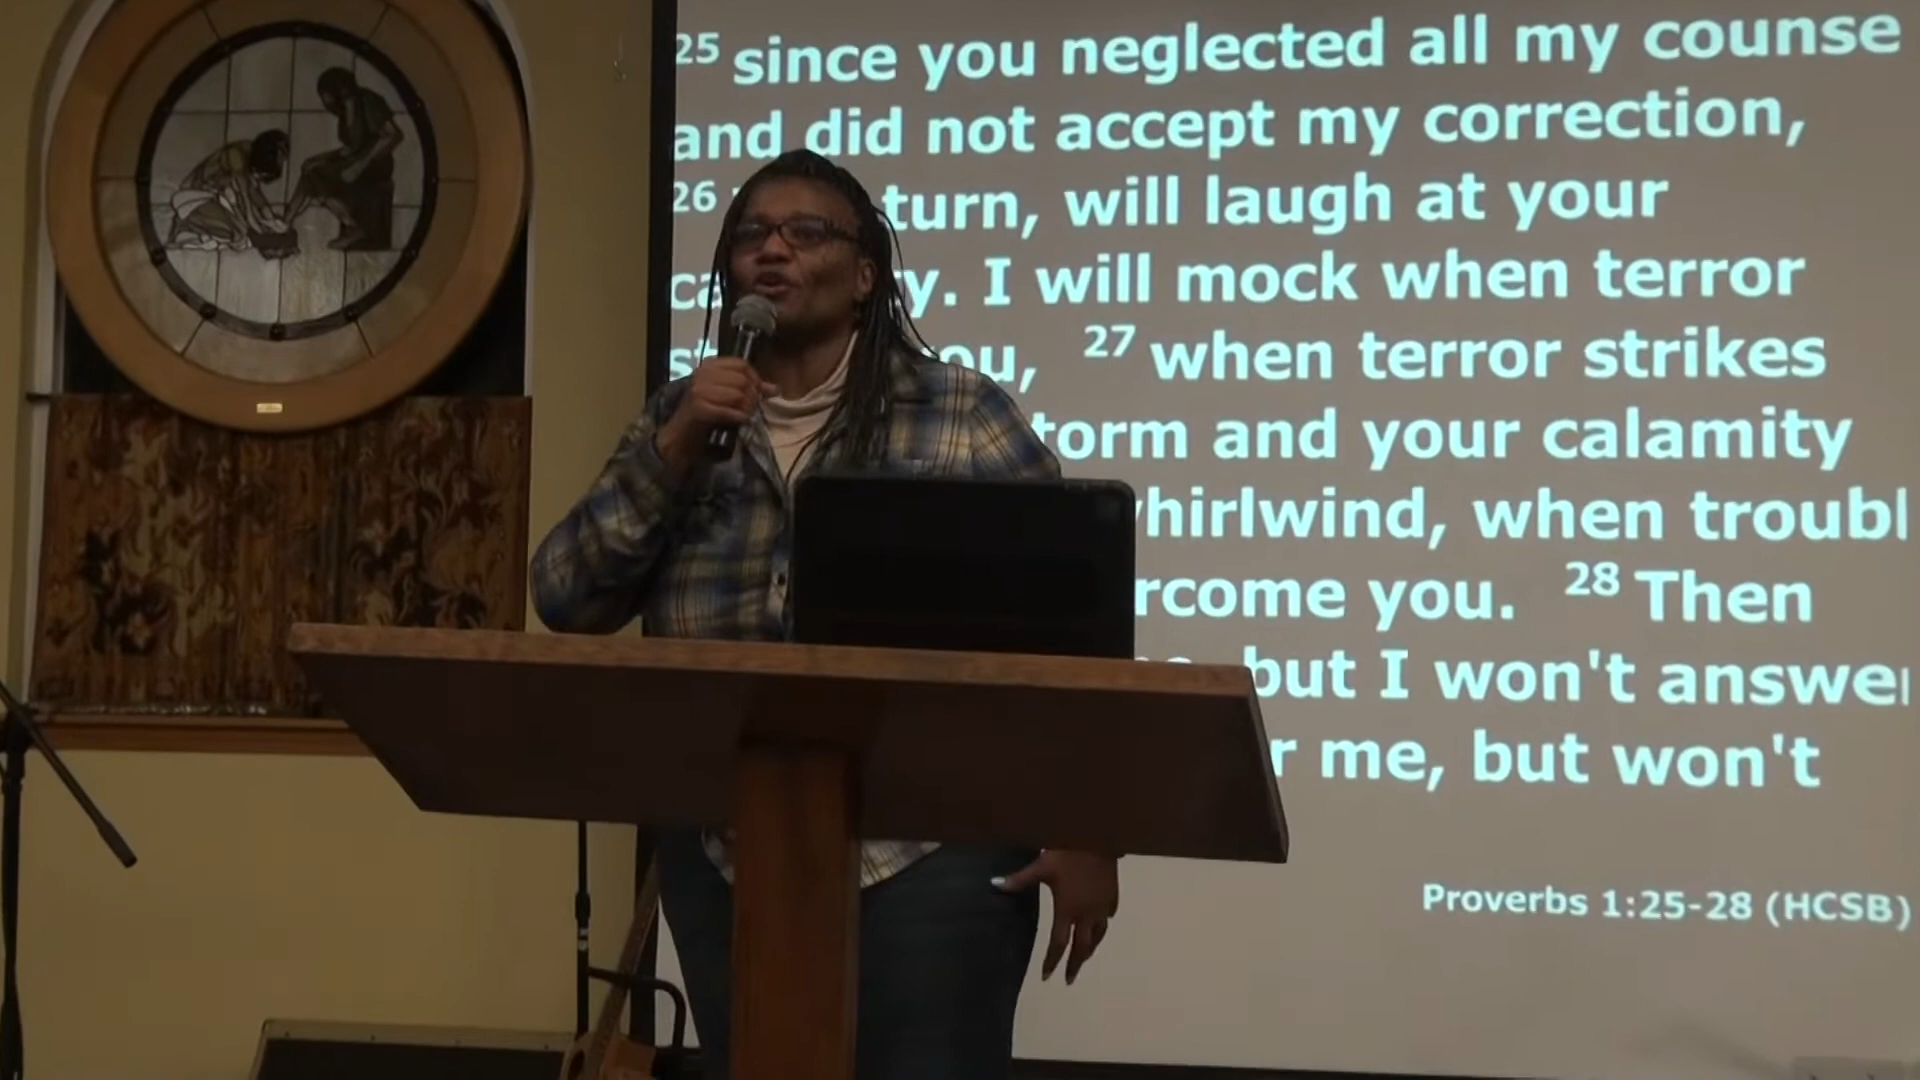 25 since you neglected all my counse
and did not accept my correction,
26 turn, will laugh at your
y. I will mock when terror
ou, 27 when terror strikes
torm and your calamity
hirlwind, when troubl
rcome you. 28 Then
but I won't answer
r me, but won't
Proverbs 1:25-28 (HCSB)